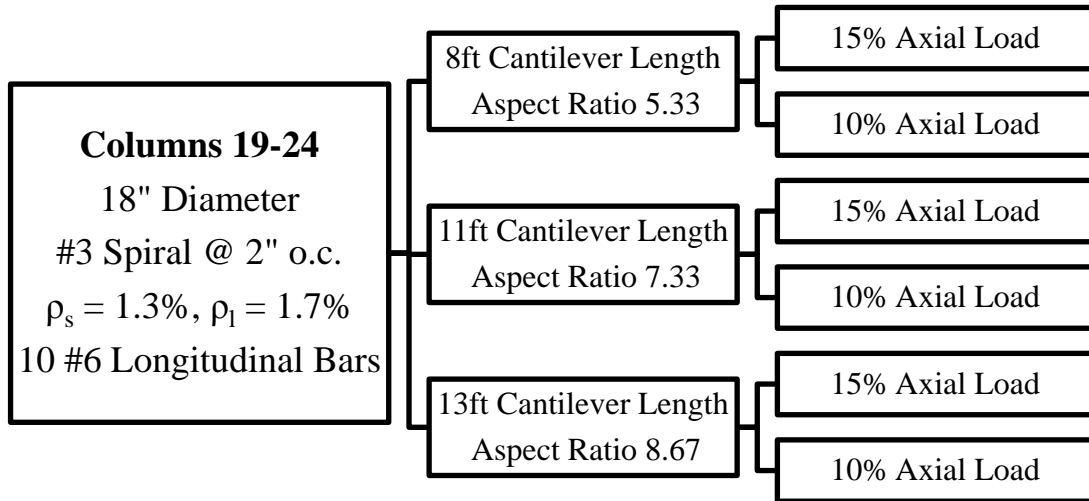 Columns 19-24
18" Diameter
#3 Spiral @ 2" o.c.
ρs = 1.3%, ρl = 1.7%
10 #6 Longitudinal Bars
8ft Cantilever Length
Aspect Ratio 5.33
15% Axial Load
10% Axial Load
11ft Cantilever Length
Aspect Ratio 7.33
15% Axial Load
10% Axial Load
13ft Cantilever Length
Aspect Ratio 8.67
15% Axial Load
10% Axial Load